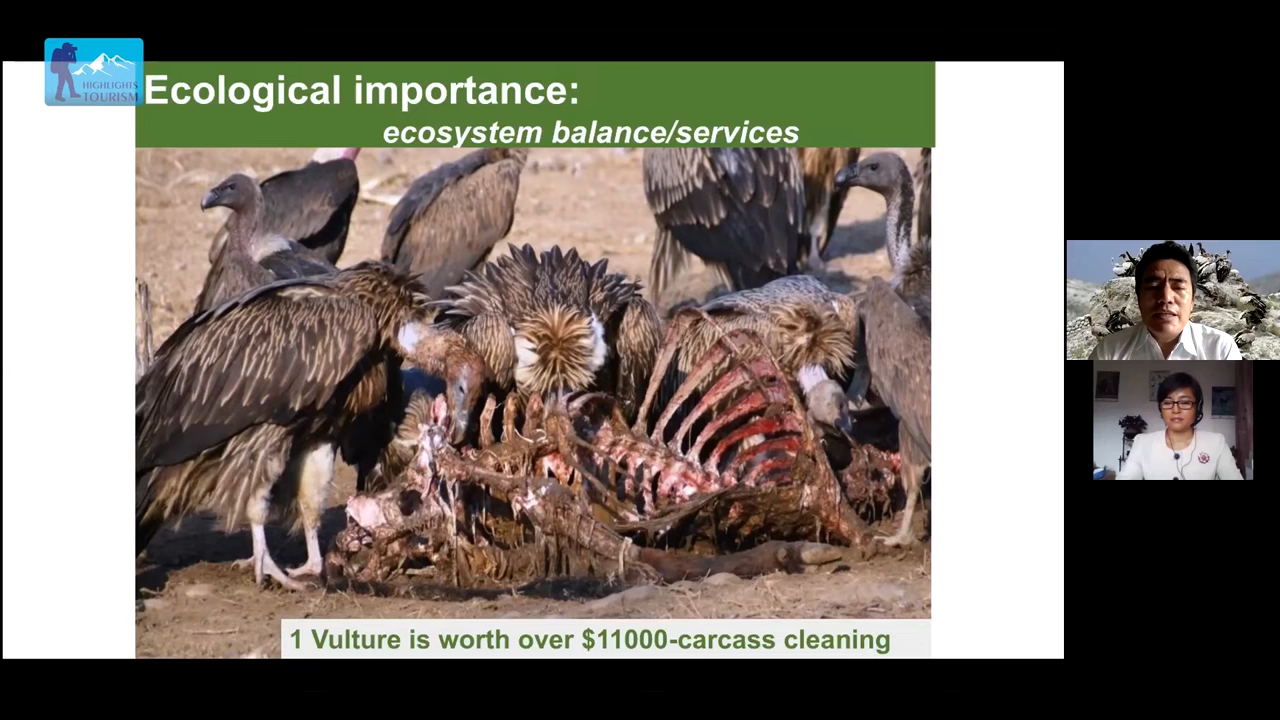 HIGHLIGHTS
TOURISM
Ecological importance:
ecosystem balance/services
1 Vulture is worth over $11000-carcass cleaning